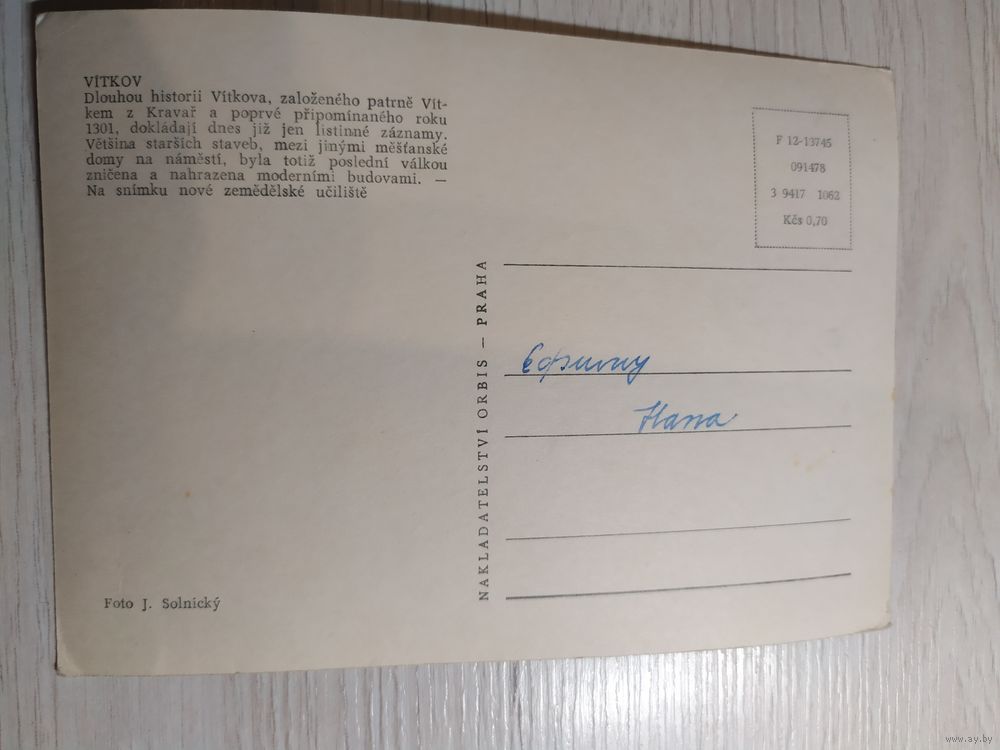 VÍTKOV
Dlouhou historii Vítkova, založeného patrně Vít-
kem z Kravař a poprvé připomínaného roku
1301, dokládají dnes již jen listinné záznamy.
Většina starších staveb, mezi jinými měšťanské
domy na náměstí, byla totiž poslední válkou
zničena a nahrazena moderními budovami. —
Na snímku nové zemědělské učiliště
F 12-13745
091478
3 9417 1062
Kčs 0,70
NAKLADATELSTVÍ ORBIS — PRAHA
Foto J. Solnický
www.ay.by